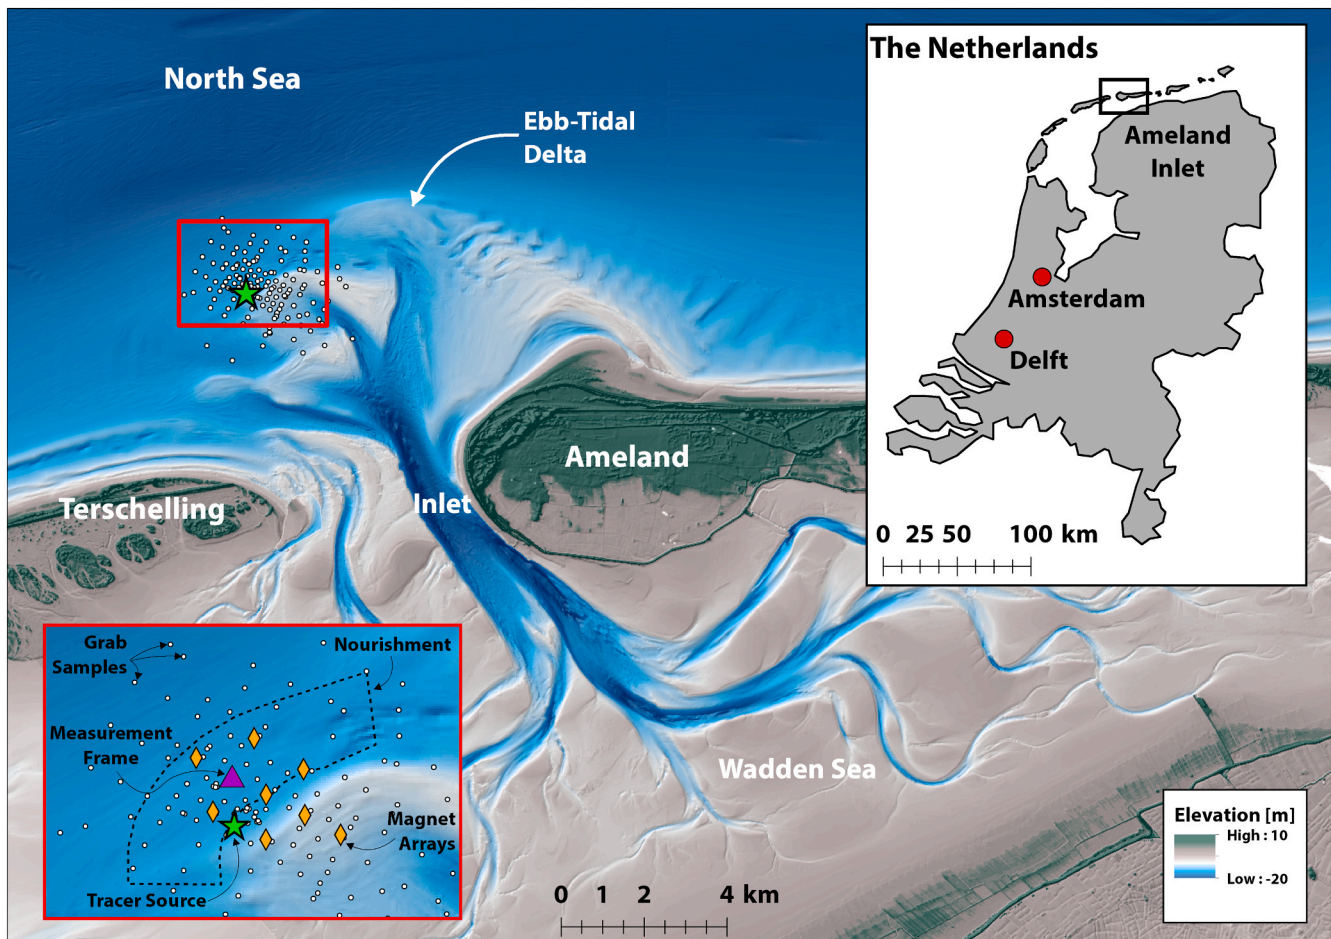 North Sea
Ebb-Tidal
Delta
The Netherlands
Ameland
Inlet
Amsterdam
Delft
0 25 50 100 km
Ameland
Terschelling
Inlet
Wadden Sea
Grab
Samples
Nourishment
Measurement
Frame
Magnet
Arrays
Tracer Source
0 1 2 4 km
Elevation [m]
High : 10
Low : -20